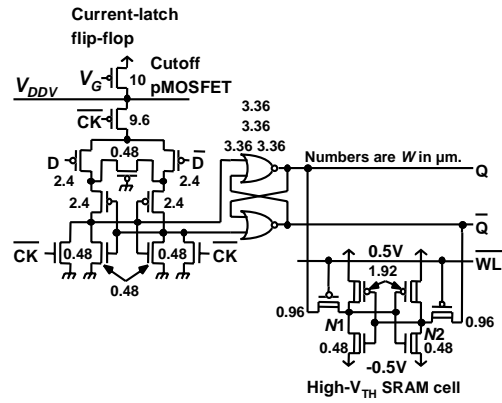 Current-latch
flip-flop
Cutoff
pMOSFET
VG
10
VDDV
CK
9.6
3.36
3.36
3.36 3.36
D
0.48
D
2.4
2.4
2.4
2.4
Numbers are W in μm.
Q
Q
CK
0.48
0.48
CK
0.48
0.5V
WL
1.92
0.96
0.96
N1
N2
0.48
0.48
-0.5V
High-VTH SRAM cell